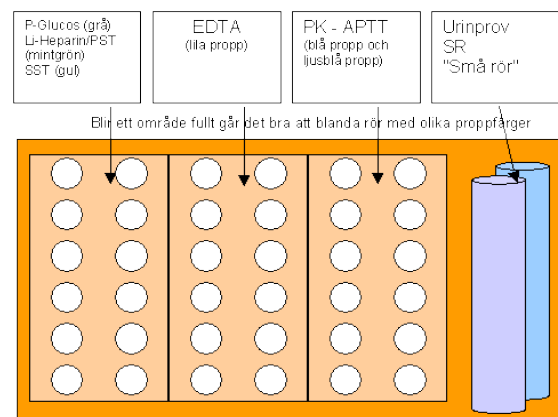 P-Glucos (grå)
Li-Heparin/PST
(mintgrön)
SST (gul)
EDTA
(lila propp)
PK - APTT
(blå propp och
ljusblå propp)
Urinprov
SR
"Små rör"
Blir ett område fullt går det bra att blanda rör med olika proppfärger